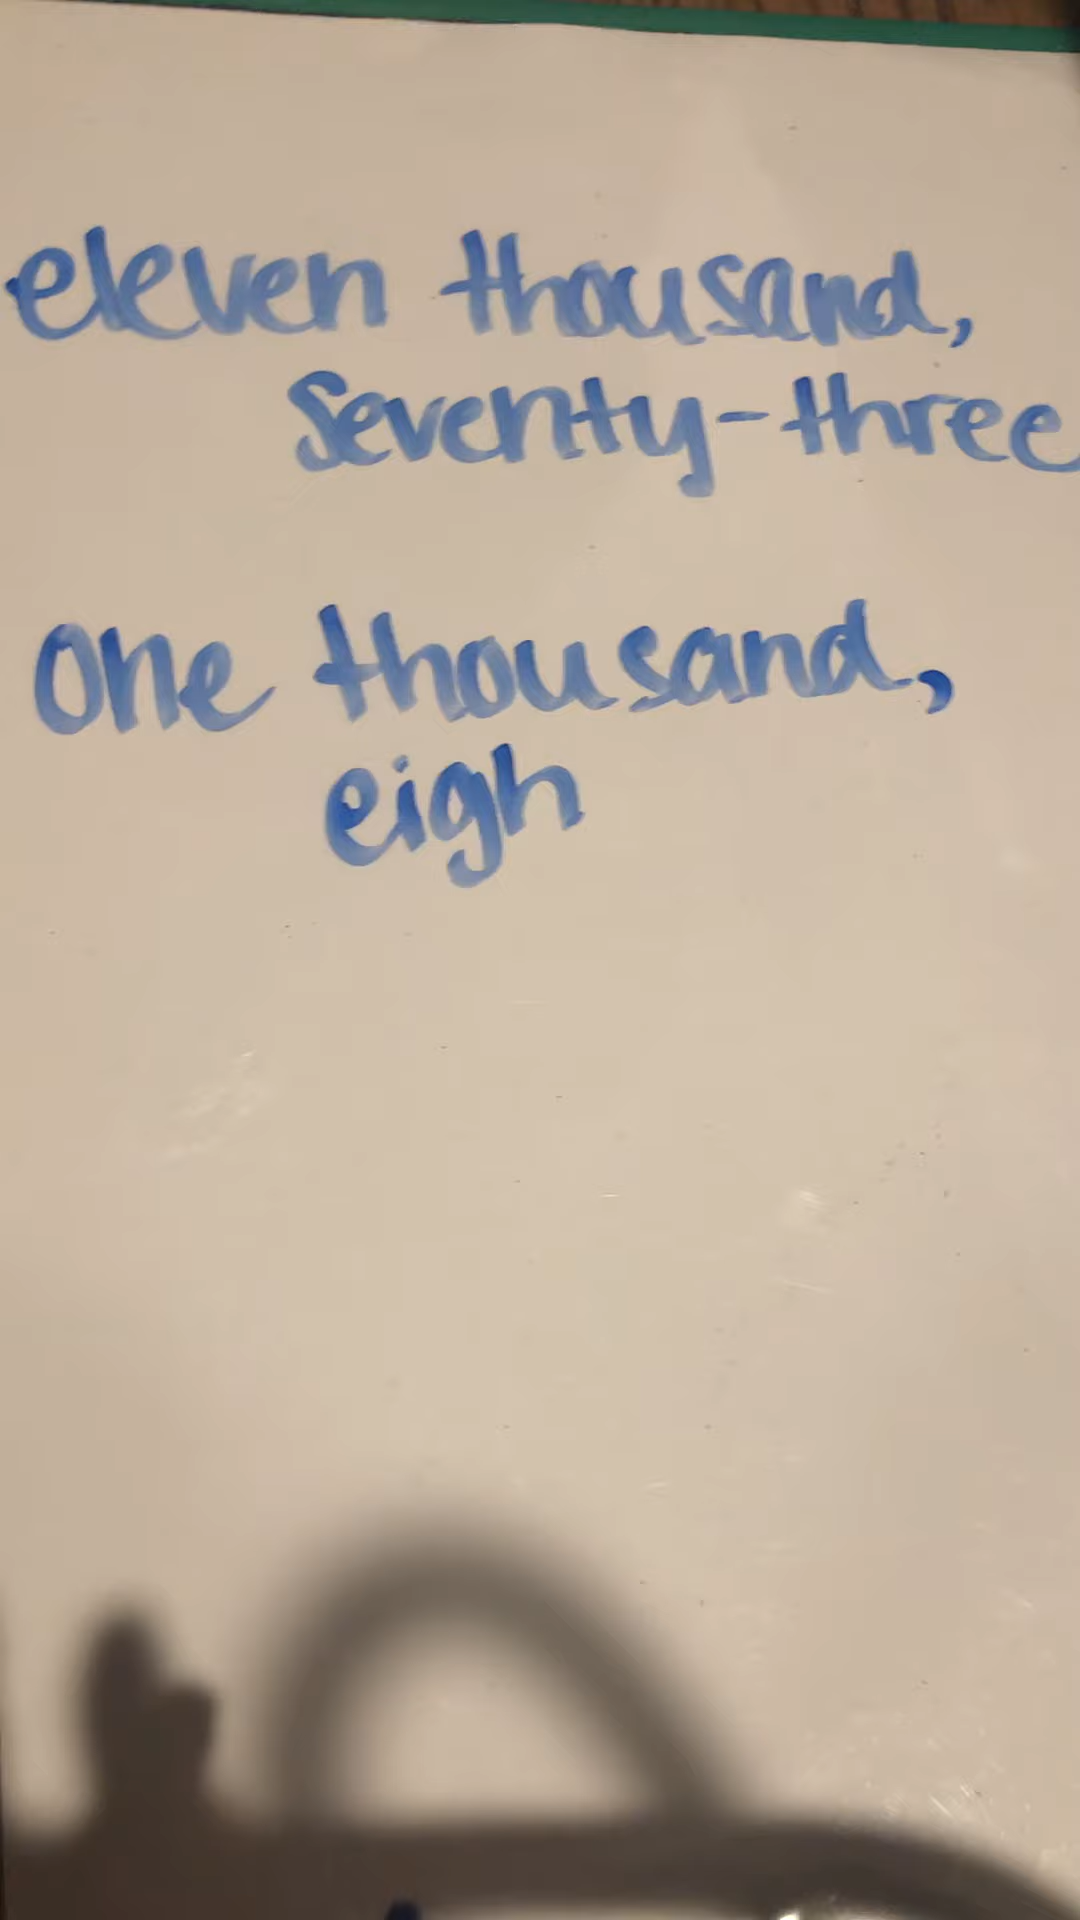 eleven thousand,
seventy-three
one thousand,
eigh